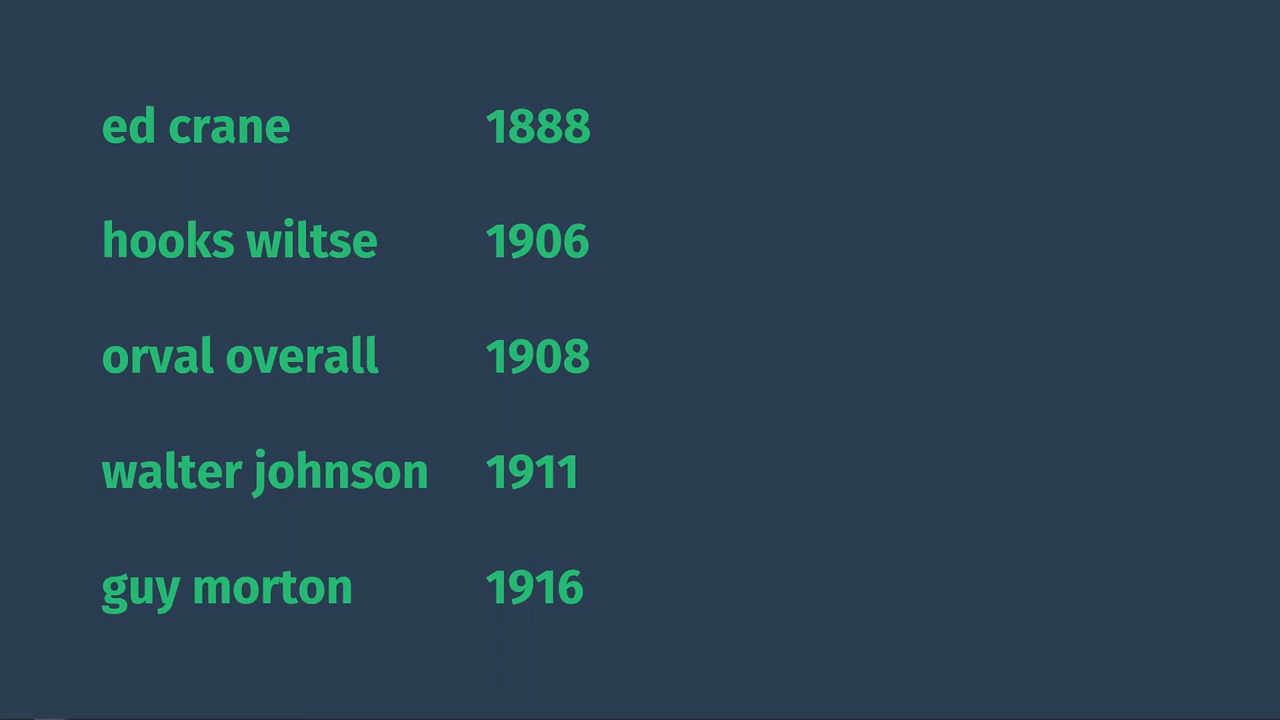 ed crane 1888
hooks wiltse 1906
orval overall 1908
walter johnson 1911
guy morton 1916